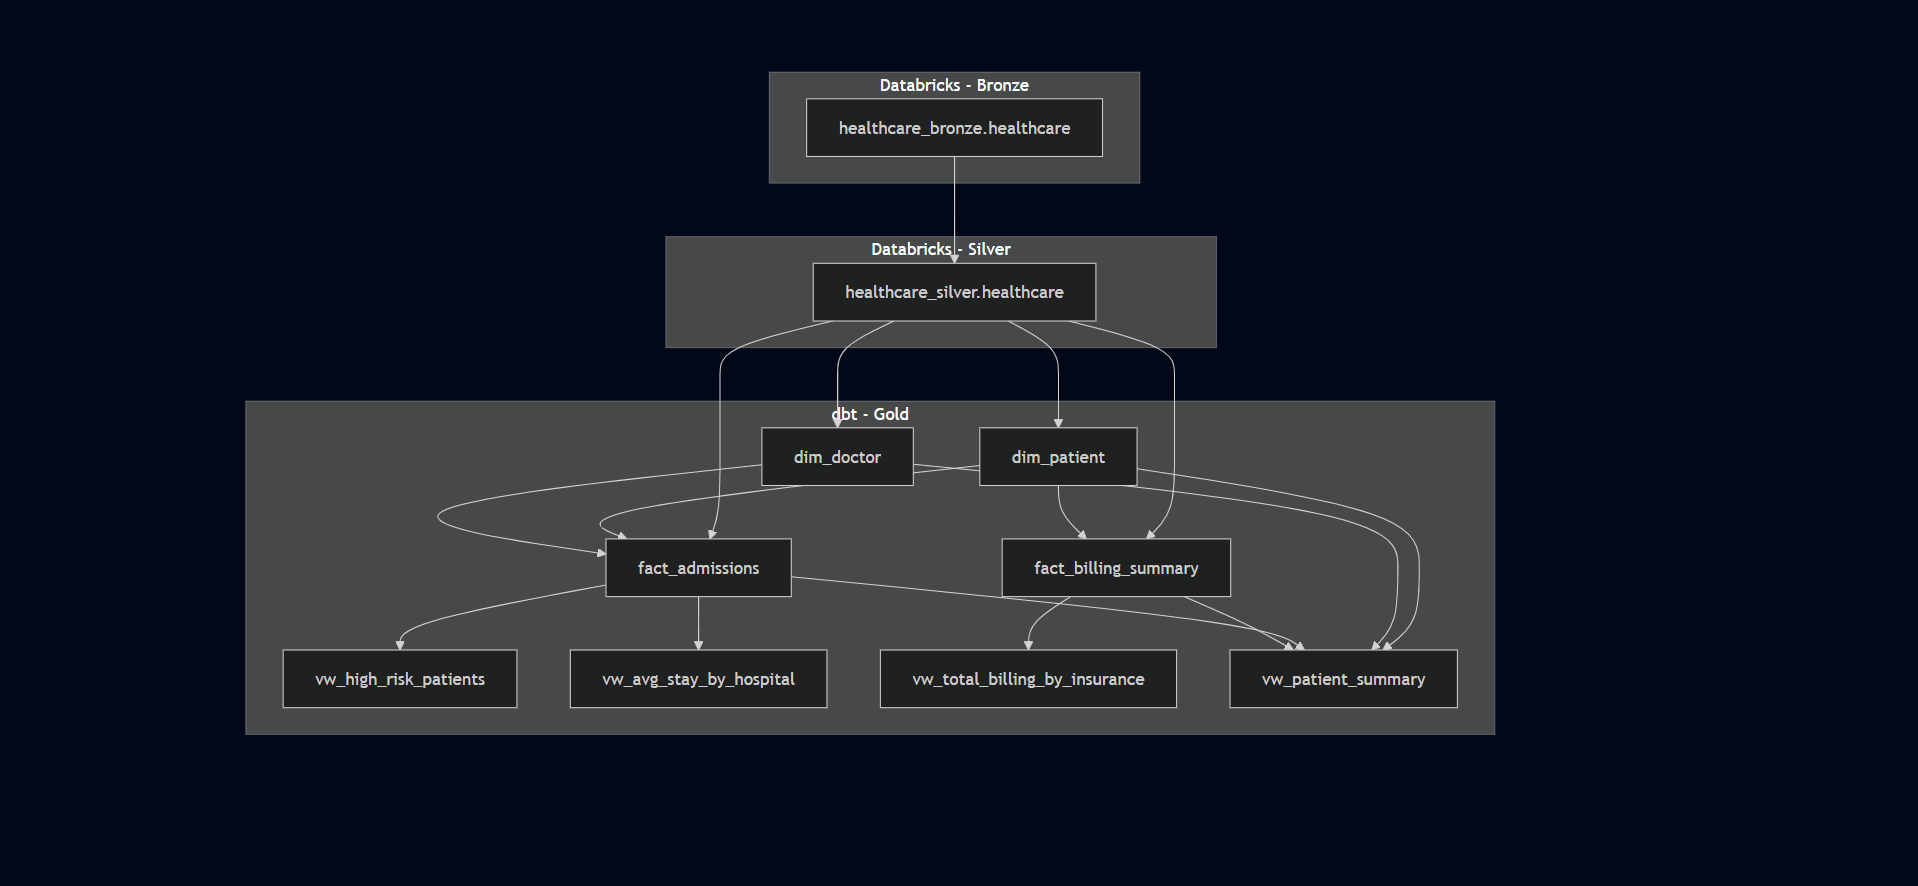 Databricks - Bronze
healthcare_bronze.healthcare
Databricks - Silver
healthcare_silver.healthcare
dbt - Gold
dim_doctor
dim_patient
fact_admissions
fact_billing_summary
vw_high_risk_patients
vw_avg_stay_by_hospital
vw_total_billing_by_insurance
vw_patient_summary